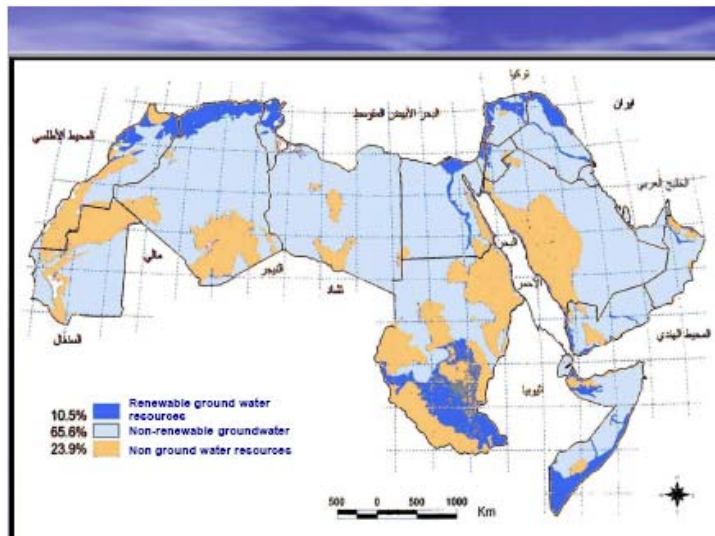 تركيا
ايران
البحر الأبيض المتوسط
المحيط الأطلسي
الخليج العربي
البحر
الأحمر
مالي
النيجر
تشاد
السنغال
المحيط الهندي
اثيوبيا
10.5% Renewable ground water
resources
65.6% Non-renewable groundwater
23.9% Non ground water resources
500 0 500 1000 Km